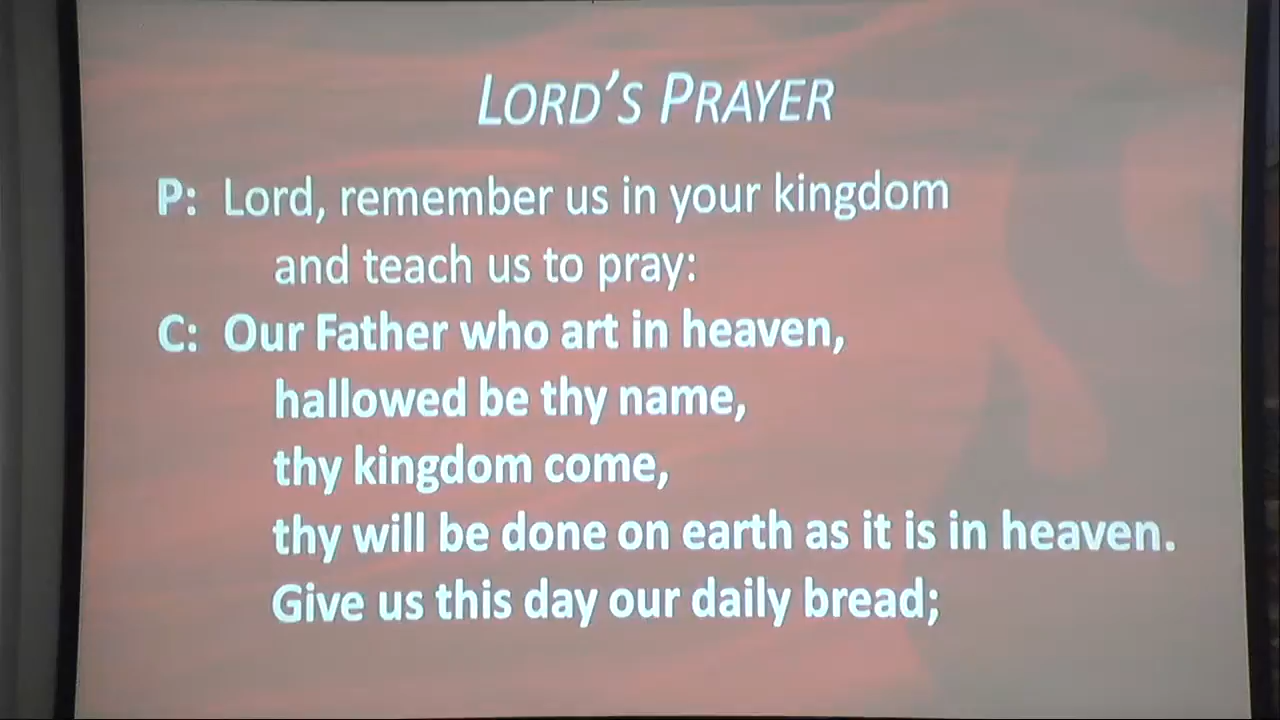 LORD'S PRAYER
P: Lord, remember us in your kingdom
and teach us to pray:
C: Our Father who art in heaven,
hallowed be thy name,
thy kingdom come,
thy will be done on earth as it is in heaven.
Give us this day our daily bread;